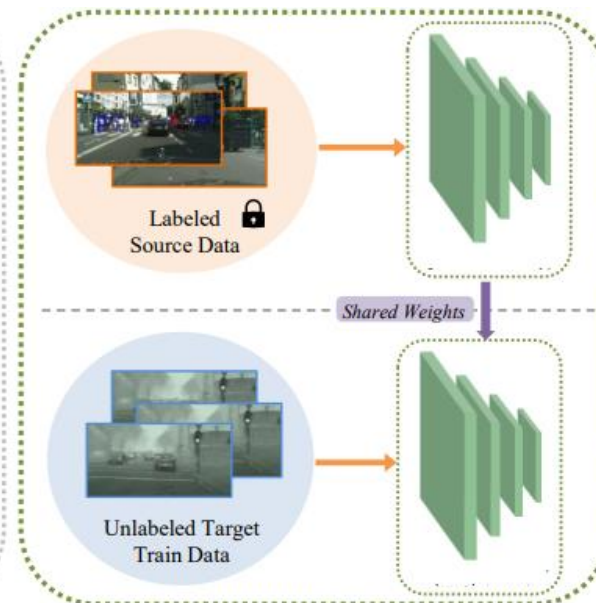 Labeled
Source Data
Shared Weights
Unlabeled Target
Train Data